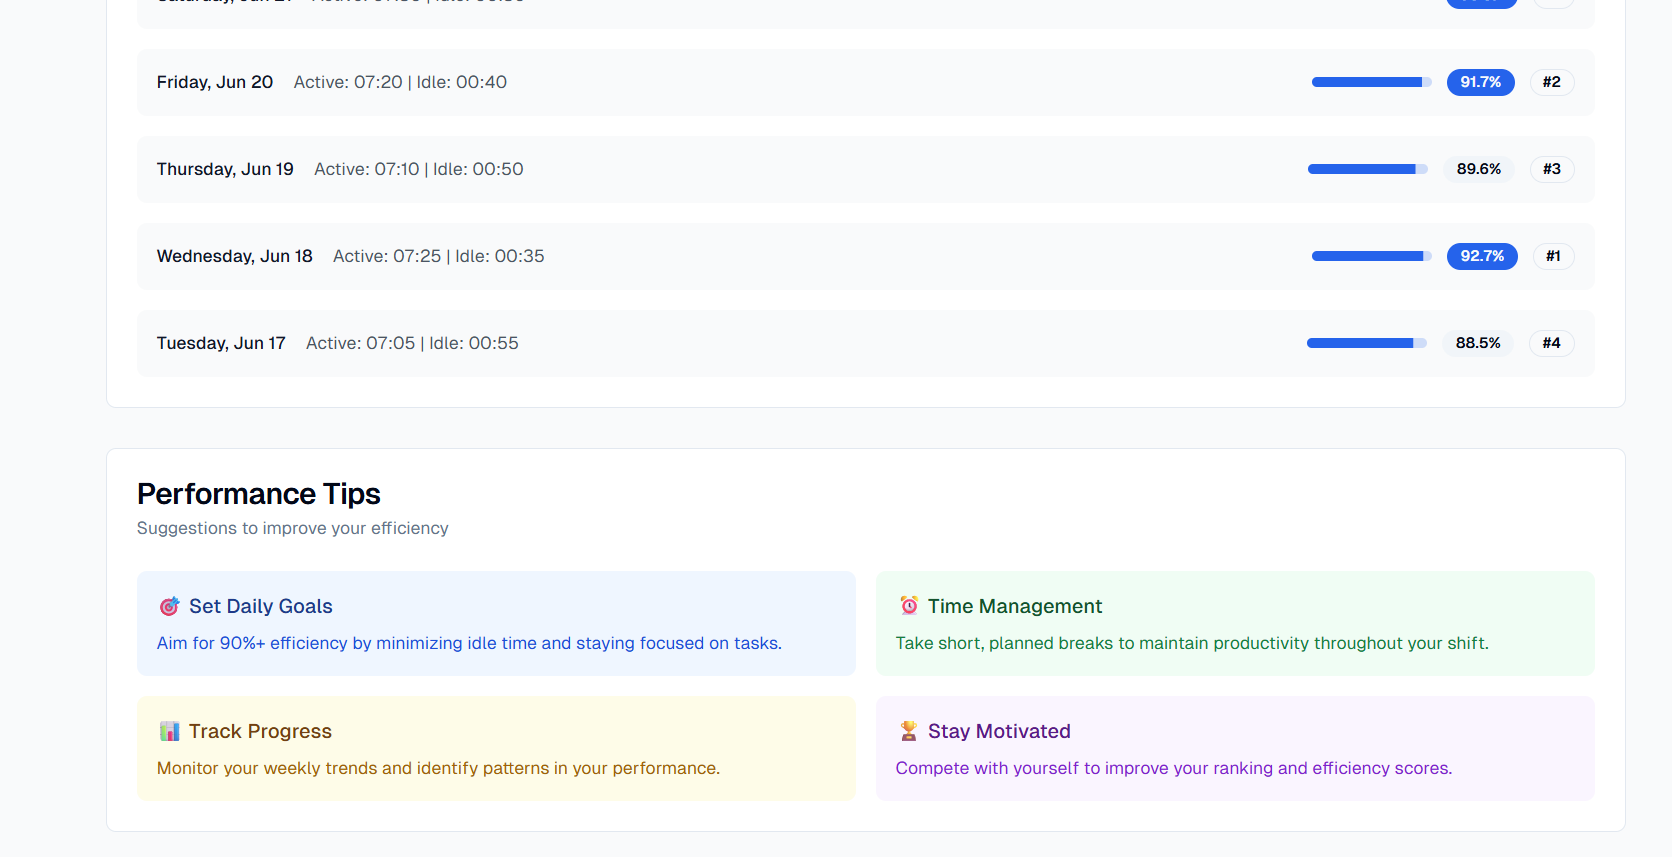 Friday, Jun 20 Active: 07:20 | Idle: 00:40 91.7% #2
Thursday, Jun 19 Active: 07:10 | Idle: 00:50 89.6% #3
Wednesday, Jun 18 Active: 07:25 | Idle: 00:35 92.7% #1
Tuesday, Jun 17 Active: 07:05 | Idle: 00:55 88.5% #4
Performance Tips
Suggestions to improve your efficiency
Set Daily Goals
Aim for 90%+ efficiency by minimizing idle time and staying focused on tasks.
Time Management
Take short, planned breaks to maintain productivity throughout your shift.
Track Progress
Monitor your weekly trends and identify patterns in your performance.
Stay Motivated
Compete with yourself to improve your ranking and efficiency scores.